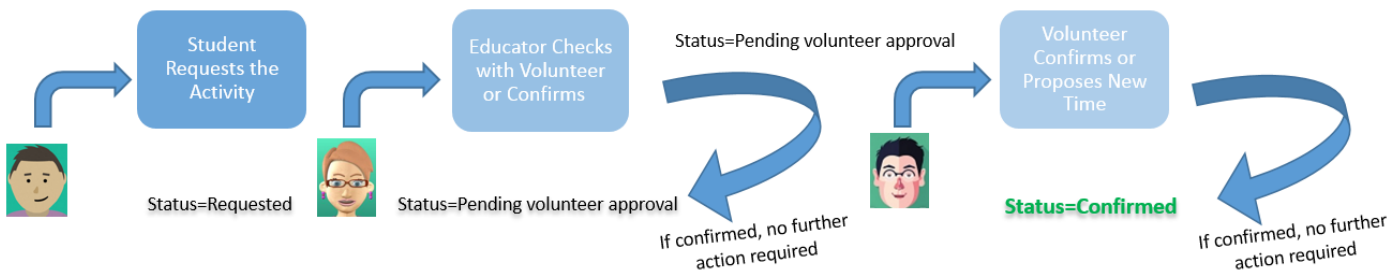 Student
Requests the
Activity
Status=Requested
Educator Checks
with Volunteer
or Confirms
Status=Pending volunteer approval
If confirmed, no further
action required
Status=Pending volunteer approval
Volunteer
Confirms or
Proposes New
Time
Status=Confirmed
If confirmed, no further
action required